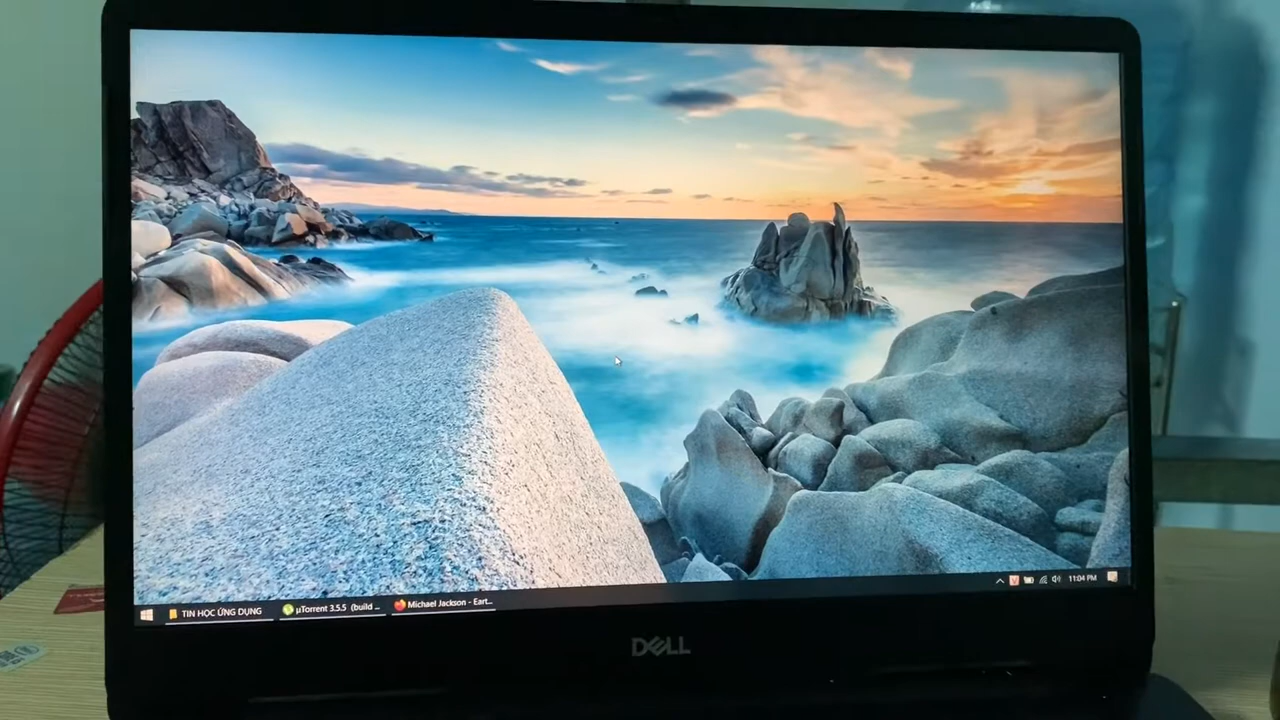 TIN HỌC ỨNG DỤNG
µTorrent 3.5.5 (build ...
Michael Jackson - Eart...
V
11:04 PM
DELL